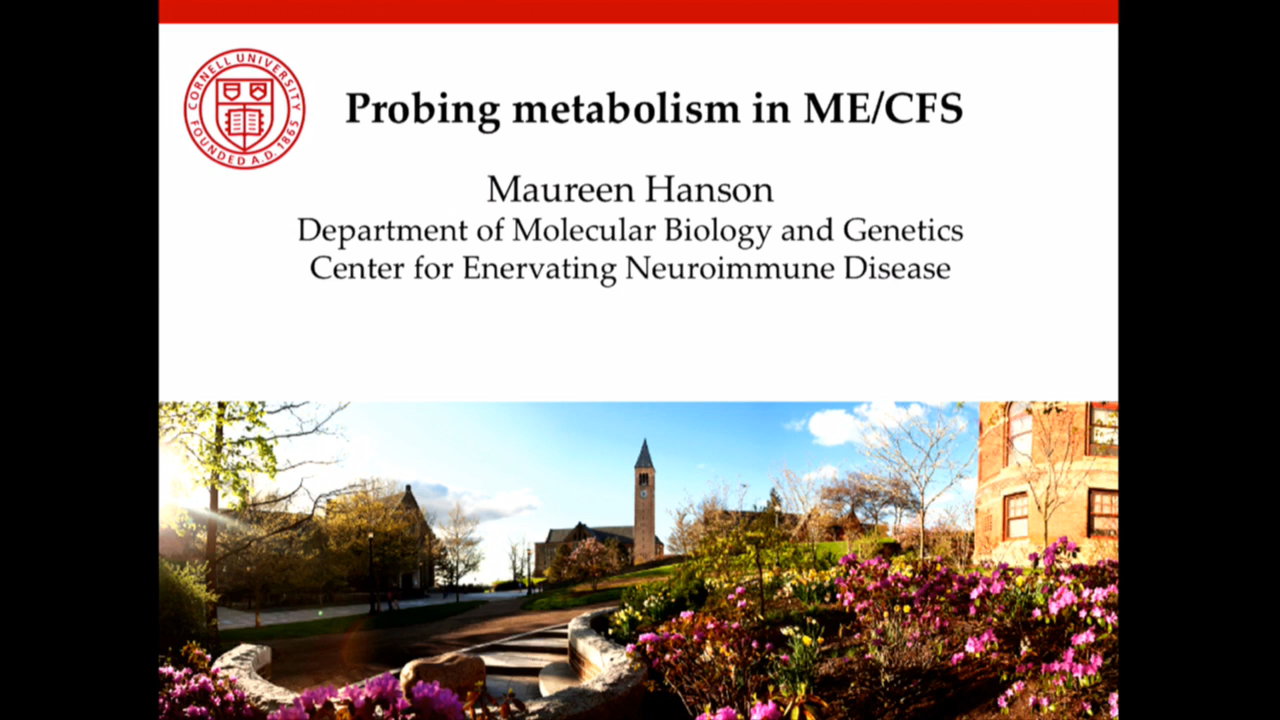 CORNELL UNIVERSITY
FOUNDED A.D. 1865
Probing metabolism in ME/CFS
Maureen Hanson
Department of Molecular Biology and Genetics
Center for Enervating Neuroimmune Disease